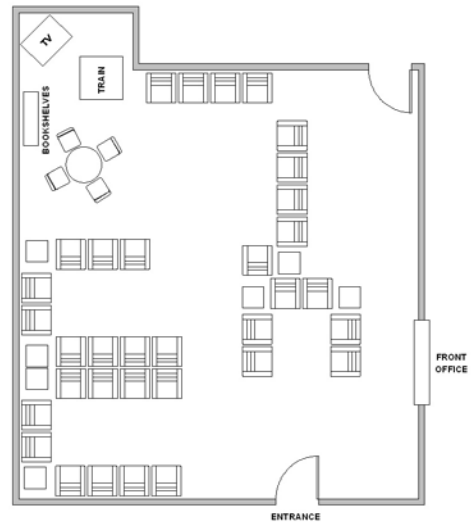 TV
TRAIN
BOOKSHELVES
FRONT
OFFICE
ENTRANCE